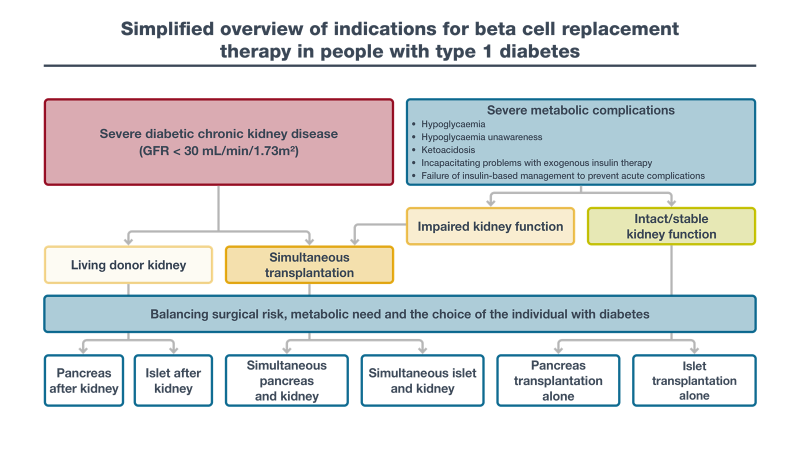 Simplified overview of indications for beta cell replacement
therapy in people with type 1 diabetes
Severe diabetic chronic kidney disease
(GFR < 30 mL/min/1.73m²)
Severe metabolic complications
• Hypoglycaemia
• Hypoglycaemia unawareness
• Ketoacidosis
• Incapacitating problems with exogenous insulin therapy
• Failure of insulin-based management to prevent acute complications
Impaired kidney function
Intact/stable
kidney function
Living donor kidney
Simultaneous
transplantation
Balancing surgical risk, metabolic need and the choice of the individual with diabetes
Pancreas
after kidney
Islet after
kidney
Simultaneous
pancreas
and kidney
Simultaneous islet
and kidney
Pancreas
transplantation
alone
Islet
transplantation
alone